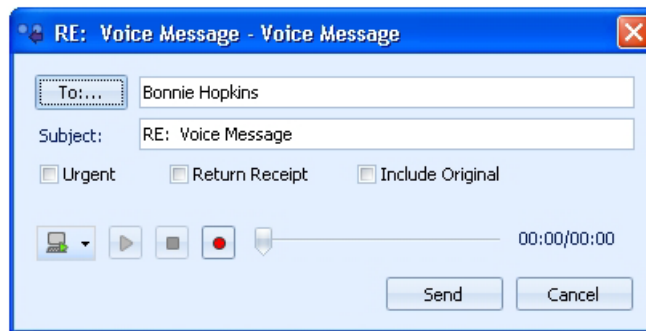 RE: Voice Message - Voice Message
To:... Bonnie Hopkins
Subject: RE: Voice Message
Urgent Return Receipt Include Original
00:00/00:00
Send Cancel